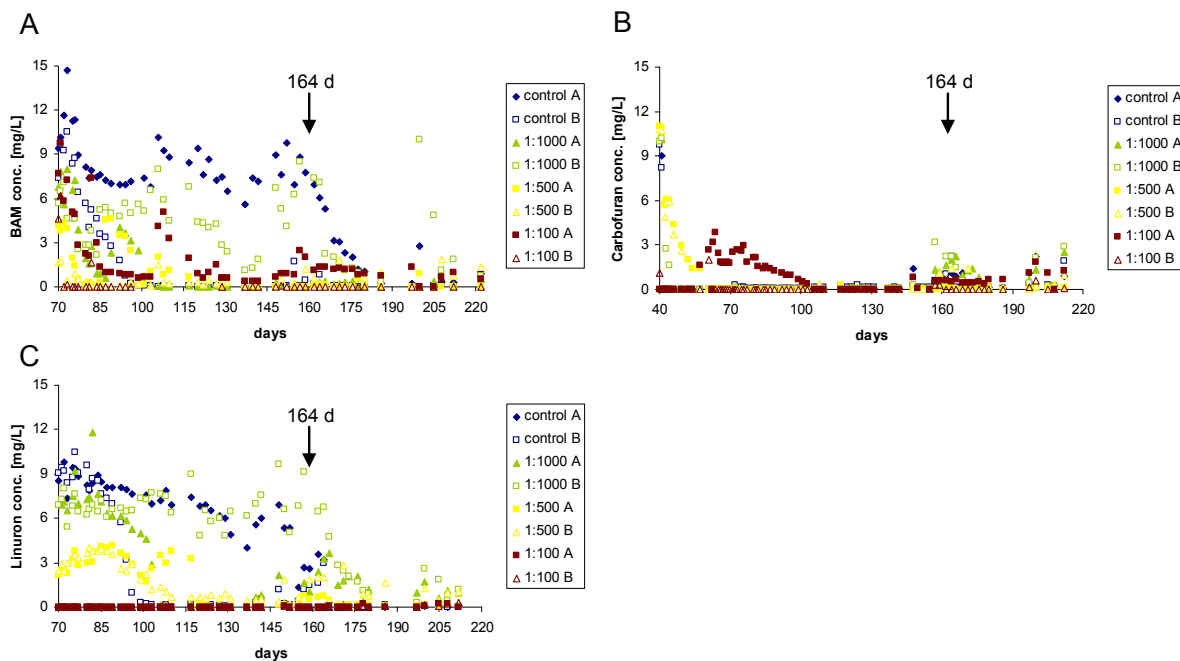 A
BAM conc. [mg/L]
15
12
9
6
3
0
70 85 100 115 130 145 160 175 190 205 220
days
164 d
control A
control B
1:1000 A
1:1000 B
1:500 A
1:500 B
1:100 A
1:100 B
B
Carbofuran conc. [mg/L]
15
12
9
6
3
0
40 70 100 130 160 190 220
days
164 d
control A
control B
1:1000 A
1:1000 B
1:500 A
1:500 B
1:100 A
1:100 B
C
Linuron conc. [mg/L]
15
12
9
6
3
0
70 85 100 115 130 145 160 175 190 205 220
days
164 d
control A
control B
1:1000 A
1:1000 B
1:500 A
1:500 B
1:100 A
1:100 B